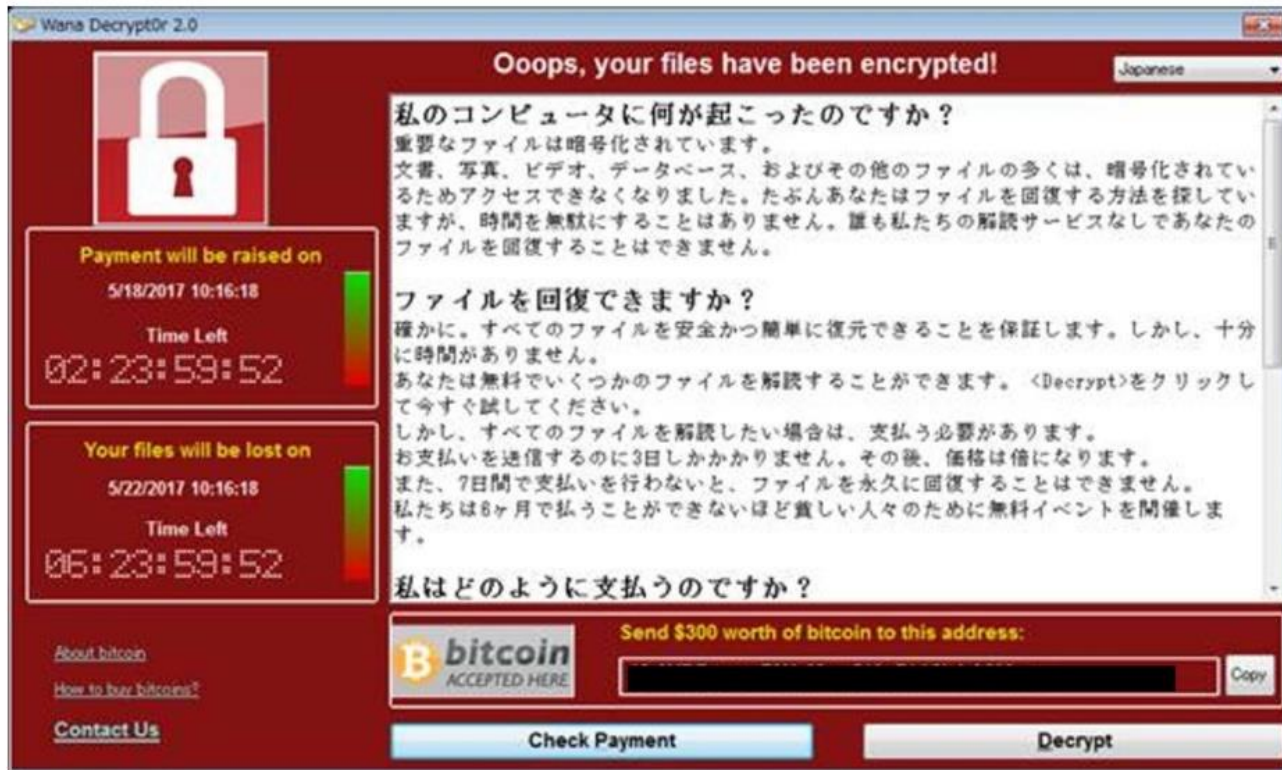 Wana Decrypt0r 2.0
Ooops, your files have been encrypted!
Japanese
私のコンピュータに何が起こったのですか？
重要なファイルは暗号化されています。
文書、写真、ビデオ、データベース、およびその他のファイルの多くは、暗号化されてい
るためアクセスできなくなりました。たぶんあなたはファイルを回復する方法を探してい
ますが、時間を無駄にすることはありません。誰も私たちの解読サービスなしであなたの
ファイルを回復することはできません。
ファイルを回復できますか？
確かに。すべてのファイルを安全かつ簡単に復元できることを保証します。しかし、十分
に時間がありません。
あなたは無料でいくつかのファイルを解読することができます。 <Decrypt>をクリックし
て今すぐ試してください。
しかし、すべてのファイルを解読したい場合は、支払う必要があります。
お支払いを送信するのに3日しかかかりません。その後、価格は倍になります。
また、7日間で支払いを行わないと、ファイルを永久に回復することはできません。
私たちは6ヶ月で払うことができないほど貧しい人々のために無料イベントを開催しま
す。
私はどのように支払うのですか？
Payment will be raised on
5/18/2017 10:16:18
Time Left
02:23:59:52
Your files will be lost on
5/22/2017 10:16:18
Time Left
06:23:59:52
About bitcoin
How to buy bitcoins?
Contact Us
bitcoin
ACCEPTED HERE
Send $300 worth of bitcoin to this address:
Copy
Check Payment
Decrypt